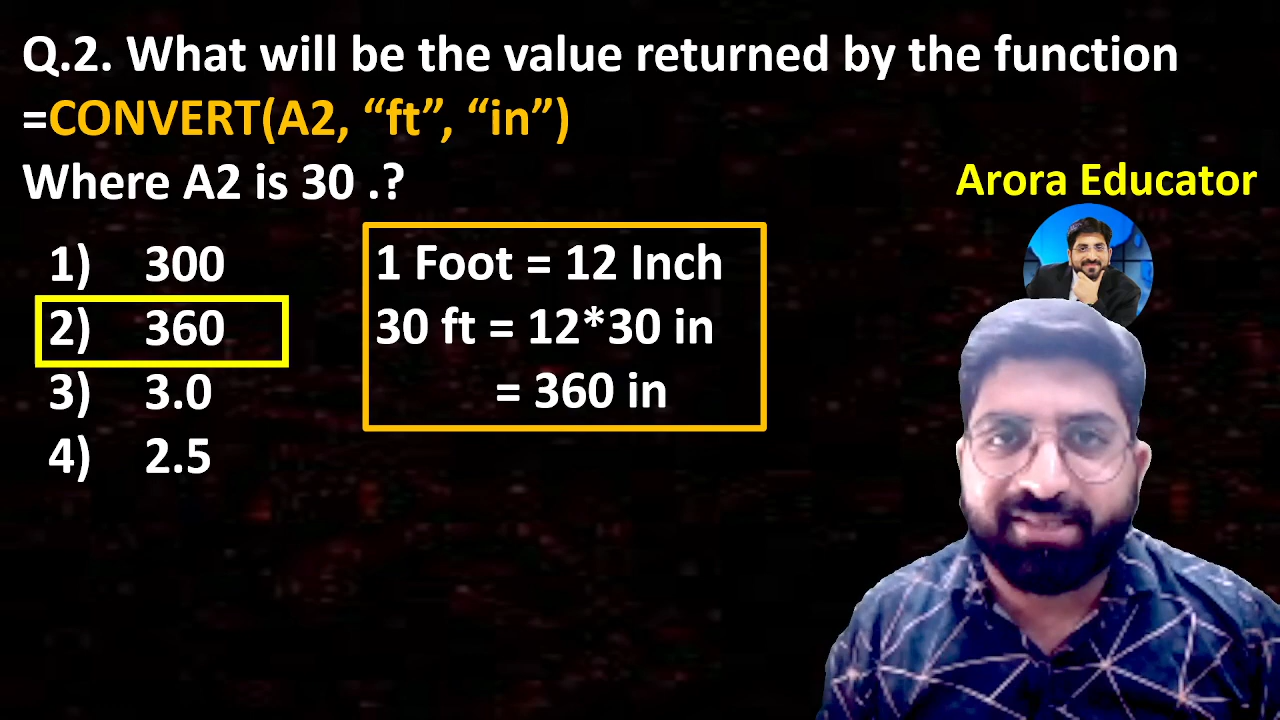 Q.2. What will be the value returned by the function
=CONVERT(A2, “ft”, “in”)
Where A2 is 30 .?
Arora Educator
1) 300
2) 360
3) 3.0
4) 2.5
1 Foot = 12 Inch
30 ft = 12*30 in
= 360 in